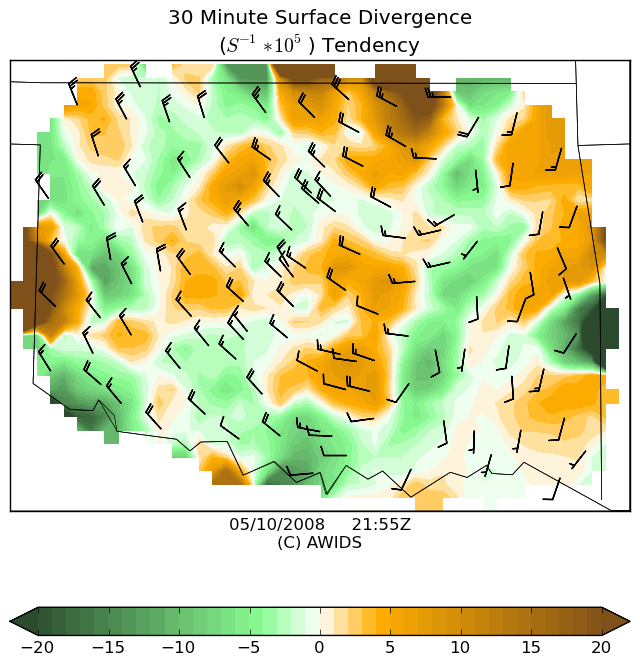 30 Minute Surface Divergence
(S⁻¹ * 10⁵ ) Tendency
05/10/2008 21:55Z
(C) AWIDS
−20 −15 −10 −5 0 5 10 15 20